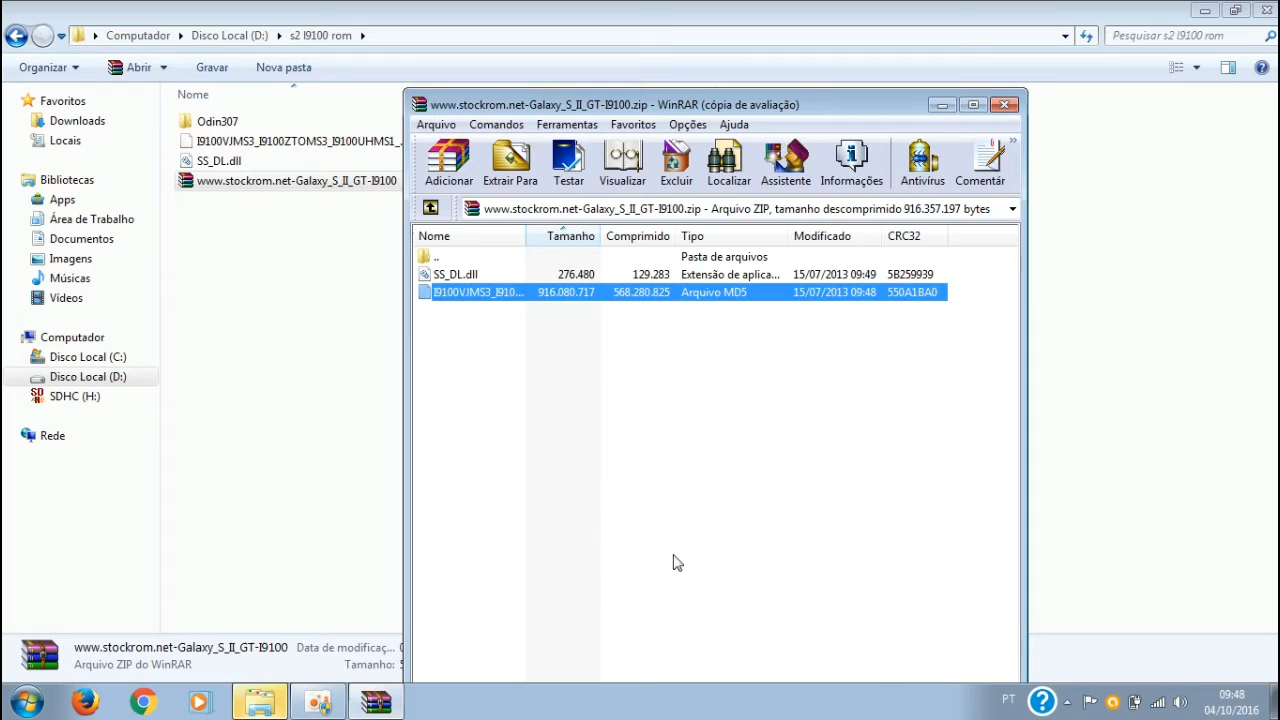 Computador
Disco Local (D:)
s2 I9100 rom
Pesquisar s2 I9100 rom
Organizar
Abrir
Gravar
Nova pasta
Favoritos
Downloads
Locais
Bibliotecas
Apps
Área de Trabalho
Documentos
Imagens
Músicas
Vídeos
Computador
Disco Local (C:)
Disco Local (D:)
SDHC (H:)
Rede
Nome
Odin307
I9100VJMS3_I9100ZTOMS3_I9100UHMS1_.
SS_DL.dll
www.stockrom.net-Galaxy_S_II_GT-I9100
www.stockrom.net-Galaxy_S_II_GT-I9100.zip - WinRAR (cópia de avaliação)
Arquivo Comandos Ferramentas Favoritos Opções Ajuda
Adicionar Extrair Para Testar Visualizar Excluir Localizar Assistente Informações Antivírus Comentár
»
www.stockrom.net-Galaxy_S_II_GT-I9100.zip - Arquivo ZIP, tamanho descomprimido 916.357.197 bytes
Nome Tamanho Comprimido Tipo Modificado CRC32
.. Pasta de arquivos
SS_DL.dll 276.480 129.283 Extensão de aplica... 15/07/2013 09:49 5B259939
I9100VJMS3_I910... 916.080.717 568.280.825 Arquivo MD5 15/07/2013 09:48 550A1BA0
www.stockrom.net-Galaxy_S_II_GT-I9100 Data de modificaç...
Arquivo ZIP do WinRAR Tamanho: 5
PT
09:48
04/10/2016